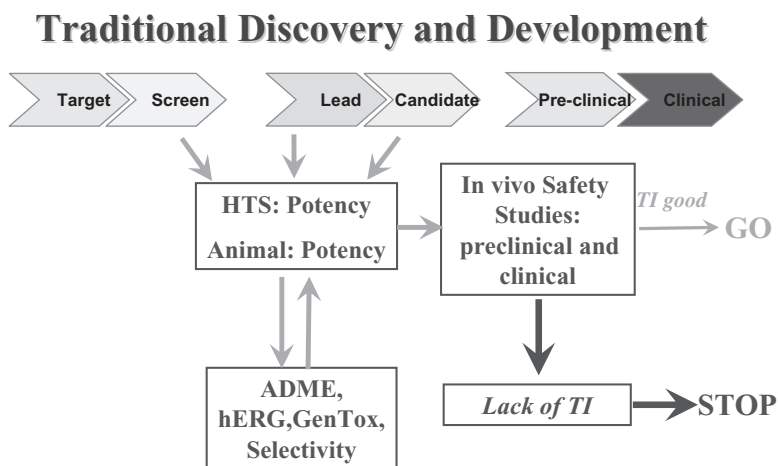 Traditional Discovery and Development
Target Screen Lead Candidate Pre-clinical Clinical
HTS: Potency
Animal: Potency
In vivo Safety
Studies:
preclinical and
clinical
TI good
GO
ADME,
hERG,GenTox,
Selectivity
Lack of TI
STOP